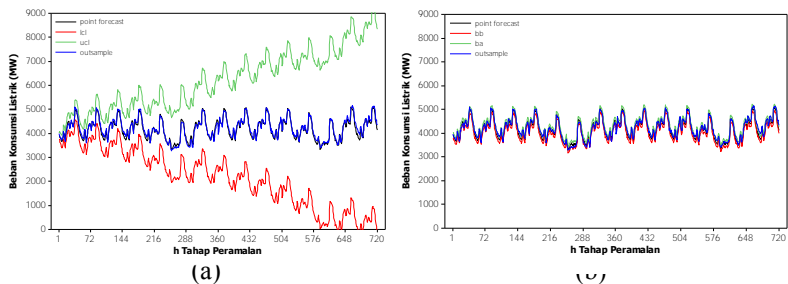 9000
8000
7000
6000
5000
4000
3000
2000
1000
0
Beban Konsumsi Listrik (MW)
point forecast
lcl
ucl
outsample
1 72 144 216 288 360 432 504 576 648 720
h Tahap Peramalan
(a)
9000
8000
7000
6000
5000
4000
3000
2000
1000
0
Beban Konsumsi Listrik (MW)
point forecast
bb
ba
outsample
1 72 144 216 288 360 432 504 576 648 720
h Tahap Peramalan
(b)